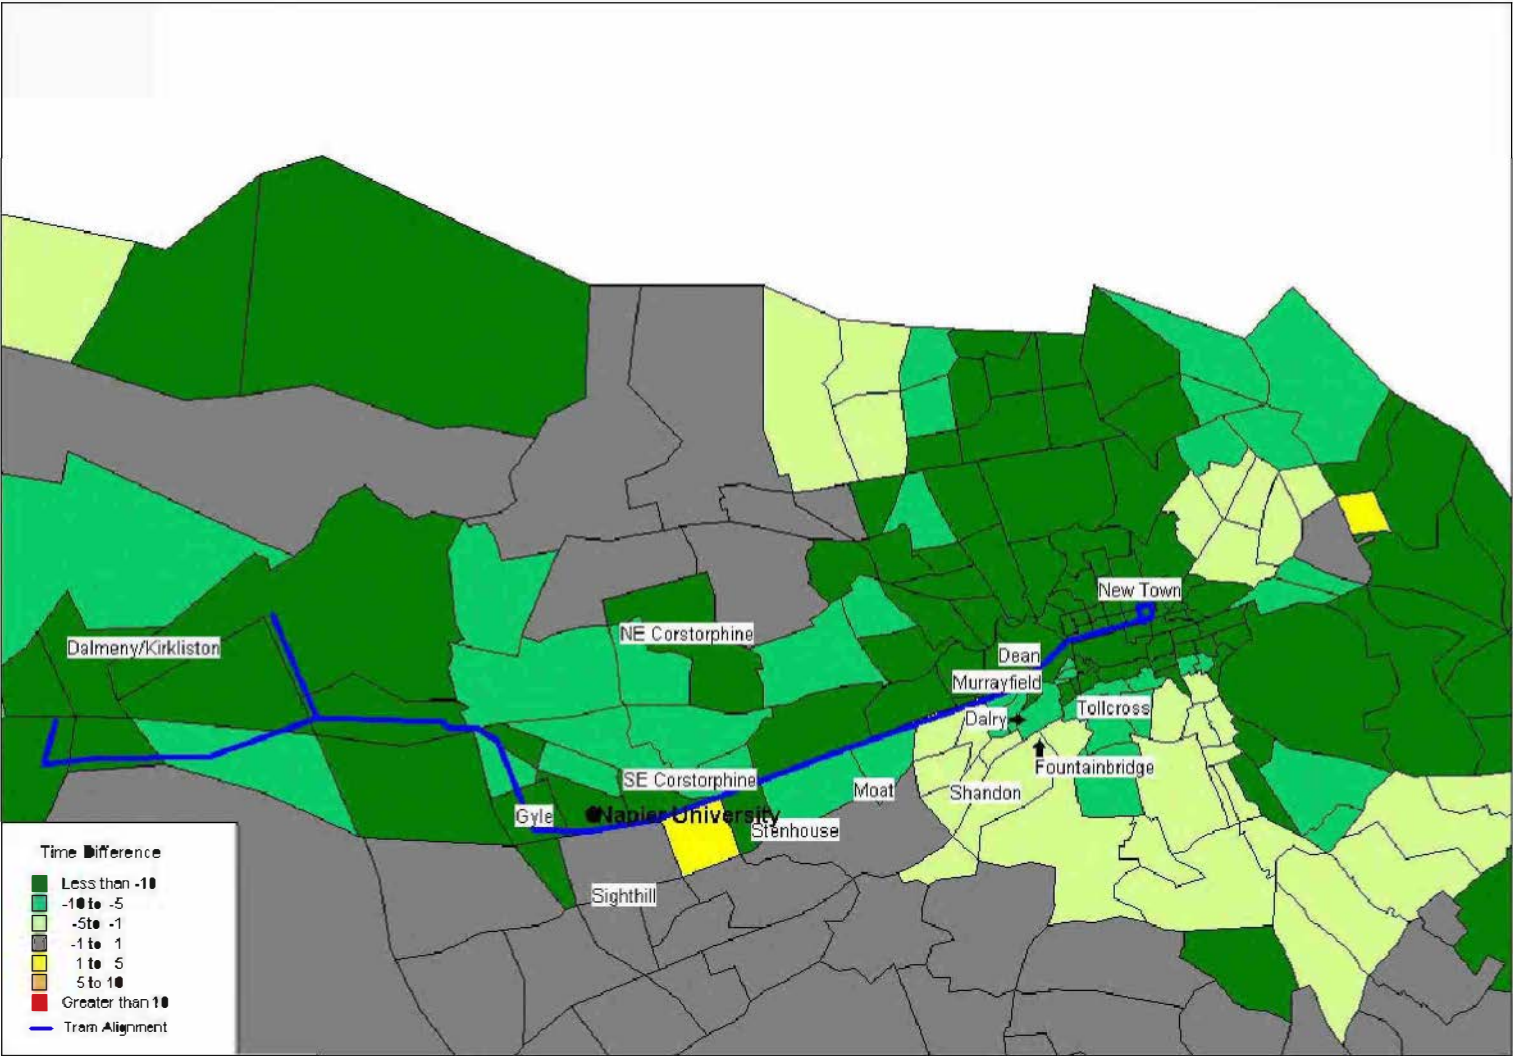 New Town
NE Corstorphine
Dalmeny/Kirkliston
Dean
Murrayfield
Dalry
Tollcross
Fountainbridge
SE Corstorphine
Moat
Shandon
Gyle
Napier University
Stenhouse
Sighthill
Time Difference
Less than -10
-10 to -5
-5 to -1
-1 to 1
1 to 5
5 to 10
Greater than 10
Tram Alignment